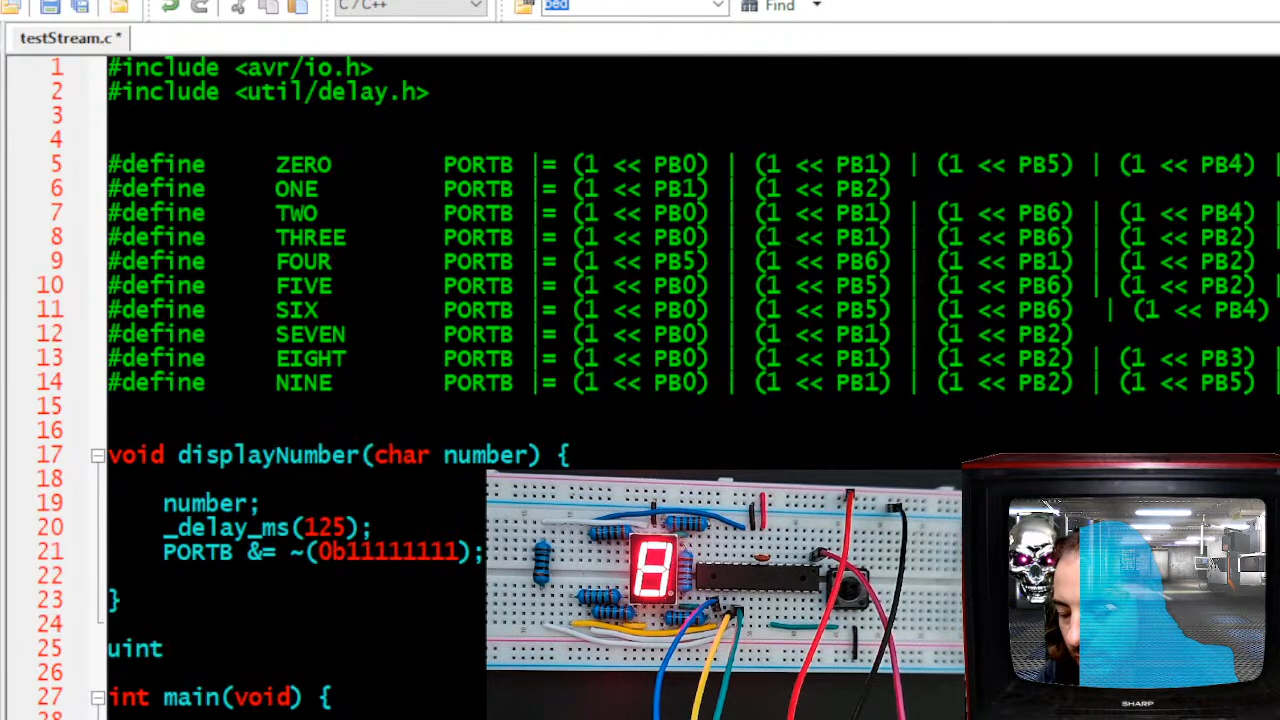 C / C++
bed
Find
testStream.c *
1 #include <avr/io.h>
2 #include <util/delay.h>
3
4
5 #define ZERO PORTB |= (1 << PB0) | (1 << PB1) | (1 << PB5) | (1 << PB4) |
6 #define ONE PORTB |= (1 << PB1) | (1 << PB2)
7 #define TWO PORTB |= (1 << PB0) | (1 << PB1) | (1 << PB6) | (1 << PB4) |
8 #define THREE PORTB |= (1 << PB0) | (1 << PB1) | (1 << PB6) | (1 << PB2) |
9 #define FOUR PORTB |= (1 << PB5) | (1 << PB6) | (1 << PB1) | (1 << PB2)
10 #define FIVE PORTB |= (1 << PB0) | (1 << PB5) | (1 << PB6) | (1 << PB2) |
11 #define SIX PORTB |= (1 << PB0) | (1 << PB5) | (1 << PB6) | (1 << PB4)
12 #define SEVEN PORTB |= (1 << PB0) | (1 << PB1) | (1 << PB2)
13 #define EIGHT PORTB |= (1 << PB0) | (1 << PB1) | (1 << PB2) | (1 << PB3) |
14 #define NINE PORTB |= (1 << PB0) | (1 << PB1) | (1 << PB2) | (1 << PB5) |
15
16
17 void displayNumber(char number) {
18
19 number;
20 _delay_ms(125);
21 PORTB &= ~(0b11111111);
22
23 }
24
25 uint
26
27 int main(void) {
28
8
SHARP